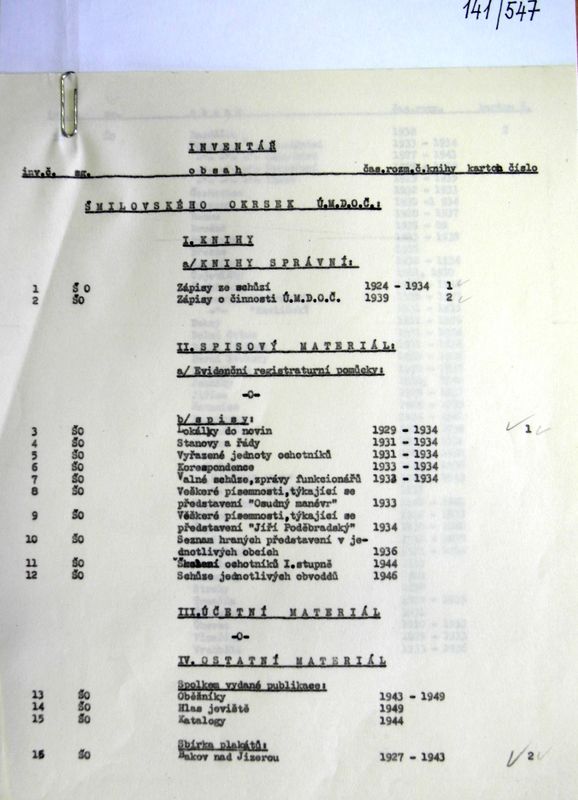 141/547
INVENTÁŘ
inv.č. sg. obsah čas.rozm.č.knihy karton číslo
ŠMILOVSKÉHO OKRSEK Ú.M.D.O.Č.:
I. KNIHY
a/KNIHY SPRÁVNÍ:
1 ŠO Zápisy ze schůzí 1924 - 1934 1
2 ŠO Zápisy o činnosti Ú.M.D.O.Č. 1939 2
II. SPISOVÝ MATERIÁL:
a/ Evidenční registraturní pomůcky:
-0-
b/ spisy:
3 ŠO Lokálky do novin 1929 - 1934 1
4 ŠO Stanovy a řády 1931 - 1934
5 ŠO Vyřazené jednoty ochotníků 1931 - 1934
6 ŠO Korespondence 1933 - 1934
7 ŠO Valné schůze,zprávy funkcionářů 1933 - 1934
8 ŠO Veškeré písemnosti,týkající se
představení "Osudný manévr" 1933
9 ŠO Věškeré písemnosti,týkající se
představení "Jiří Poděbradský" 1934
10 ŠO Seznam hraných představení v je-
dnotlivých obcích 1936
11 ŠO Školení ochotníků I.stupně 1944
12 ŠO Schůze jednotlivých obvodů 1946
III.ÚČETNÍ MATERIÁL
-0-
IV. OSTATNÍ MATERIÁL
Spolkem vydané publikace:
13 ŠO Oběžníky 1943 - 1949
14 ŠO Hlas jeviště 1949
15 ŠO Katalogy 1944
Sbírka plakátů:
16 ŠO Bakov nad Jizerou 1927 - 1943 2